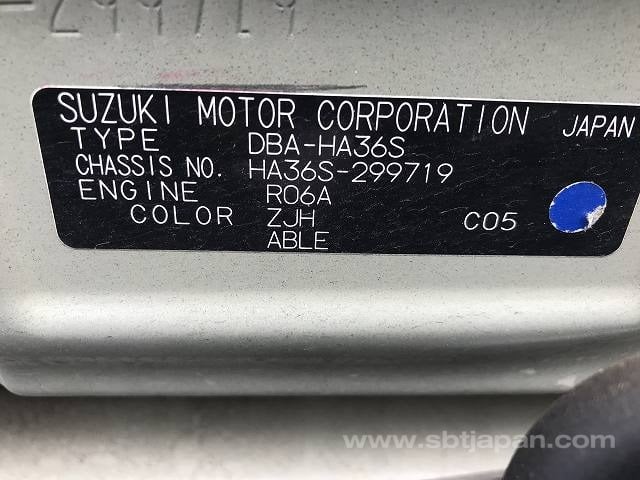 -299719
SUZUKI MOTOR CORPORATION JAPAN
TYPE DBA-HA36S
CHASSIS NO. HA36S-299719
ENGINE R06A
COLOR ZJH C05
ABLE
www.sbtjapan.com